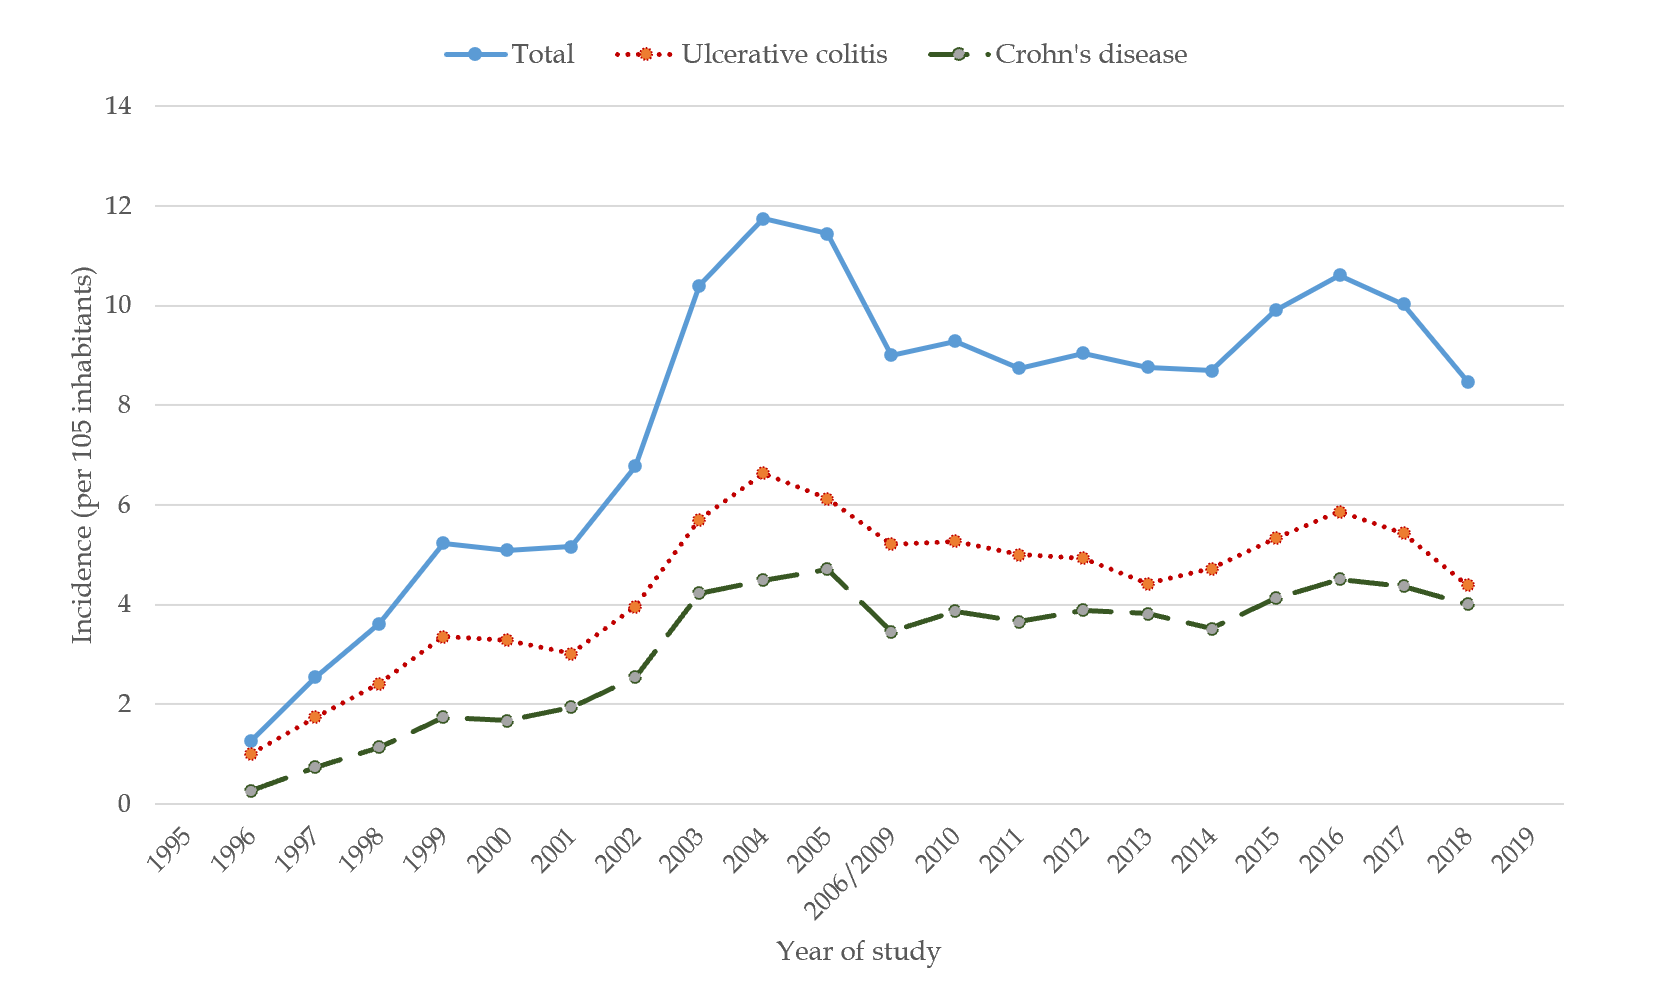 Total Ulcerative colitis Crohn's disease
14
12
10
8
6
4
2
0
Incidence (per 105 inhabitants)
1995 1996 1997 1998 1999 2000 2001 2002 2003 2004 2005 2006/2009 2010 2011 2012 2013 2014 2015 2016 2017 2018 2019
Year of study